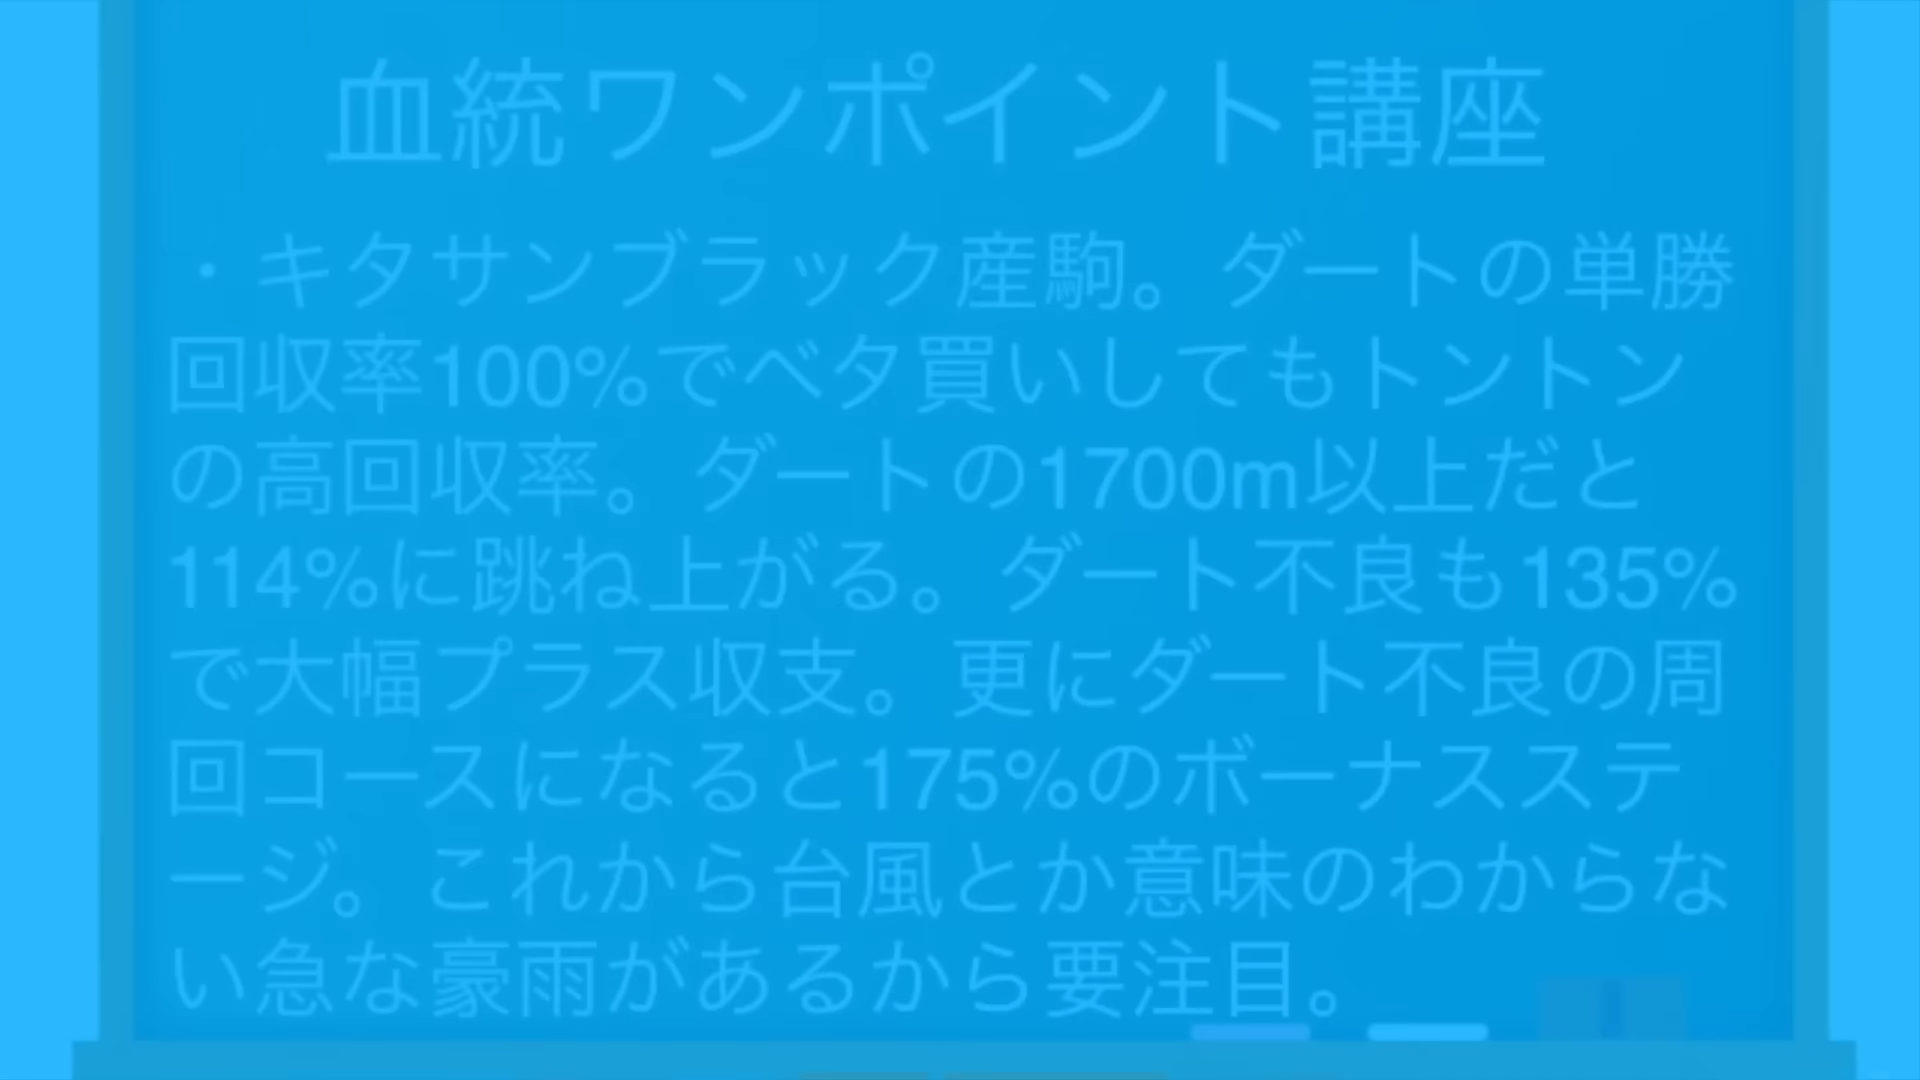 血統ワンポイント講座
・キタサンブラック産駒。ダートの単勝
回収率100%でベタ買いしてもトントン
の高回収率。ダートの1700m以上だと
114%に跳ね上がる。ダート不良も135%
で大幅プラス収支。更にダート不良の周
回コースになると175%のボーナスステ
ージ。これから台風とか意味のわからな
い急な豪雨があるから要注目。